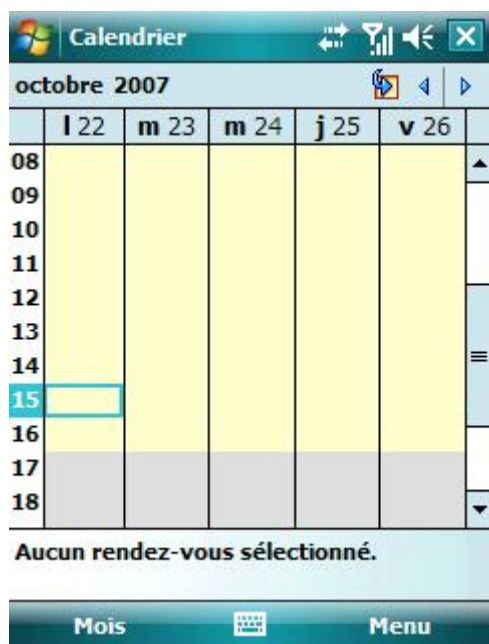 Calendrier
octobre 2007
l 22 m 23 m 24 j 25 v 26
08
09
10
11
12
13
14
15
16
17
18
Aucun rendez-vous sélectionné.
Mois Menu